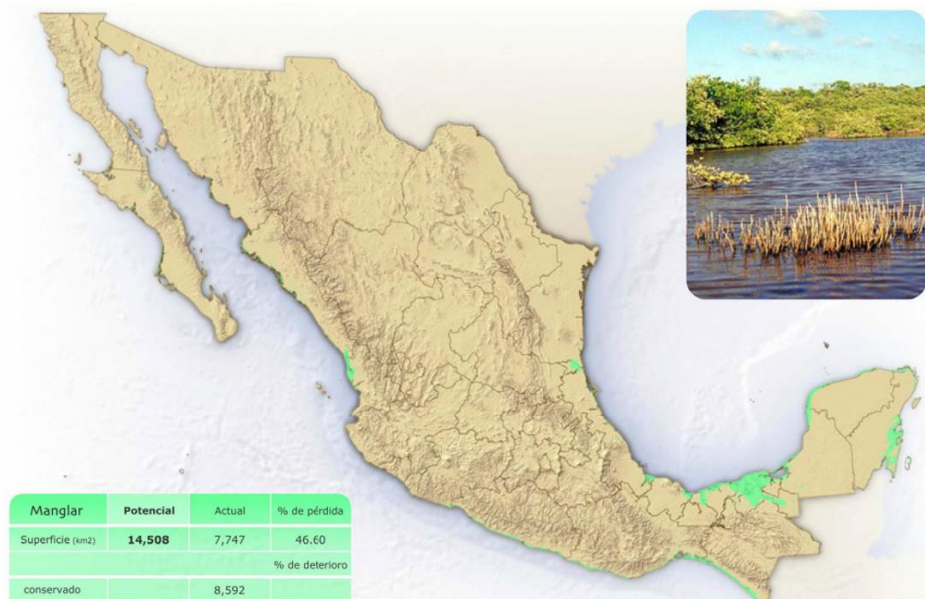 Manglar Potencial Actual % de pérdida
Superficie (km2) 14,508 7,747 46.60
% de deterioro
conservado 8,592